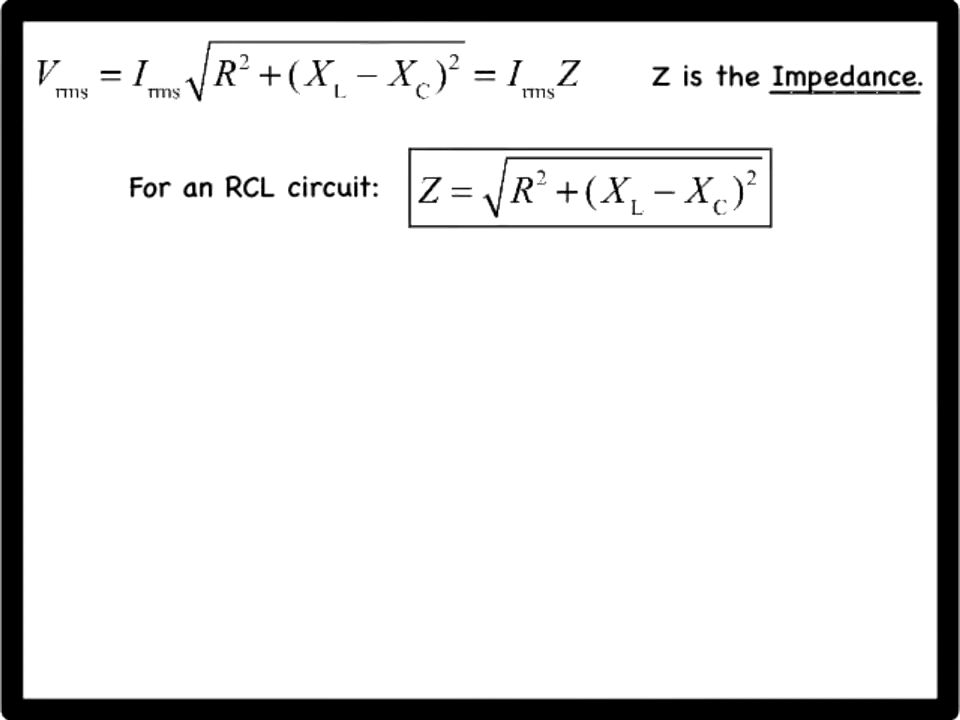 V_rms = I_rms √(R² + (X_L − X_C)²) = I_rms Z Z is the Impedance.
For an RCL circuit: Z = √(R² + (X_L − X_C)²)